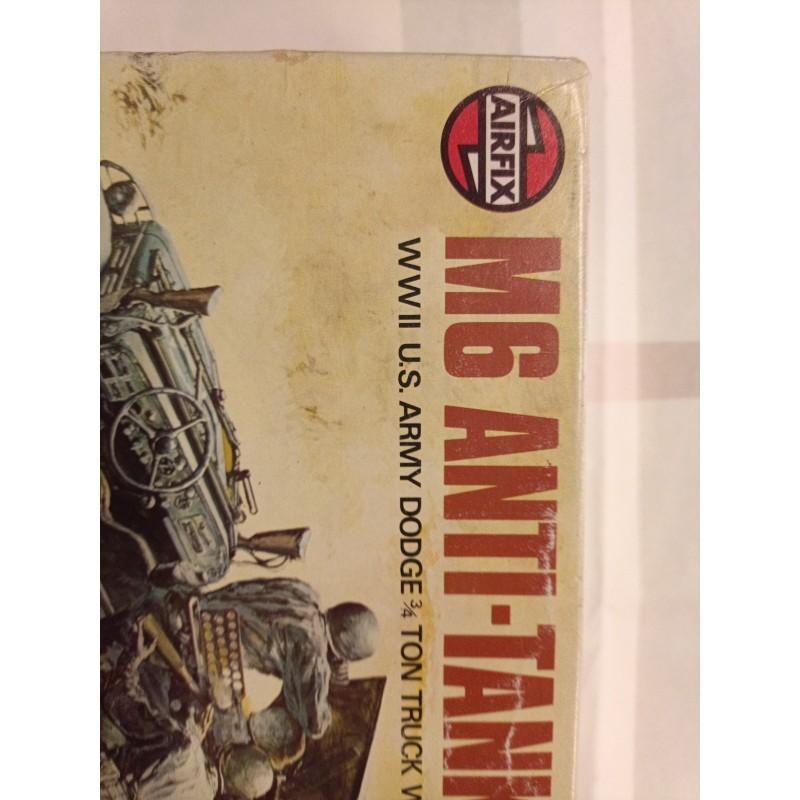 AIRFIX
M6 ANTI-TANK
WWII U.S. ARMY DODGE ¾ TON TRUCK W